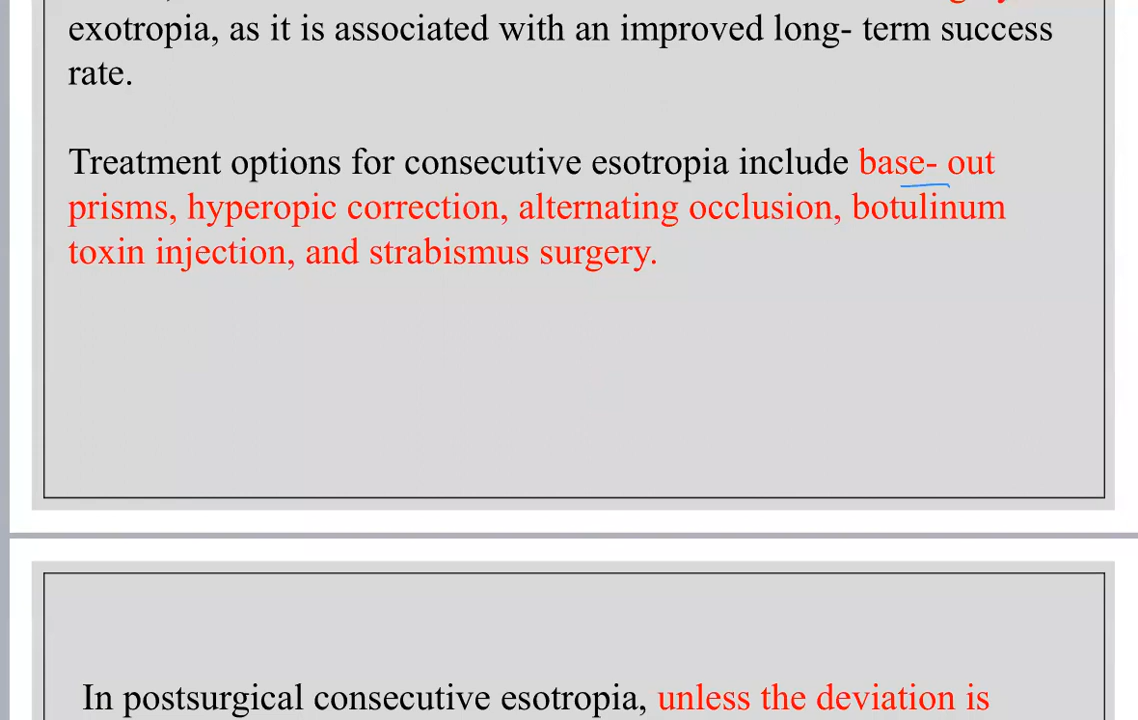 exotropia, as it is associated with an improved long- term success
rate.
Treatment options for consecutive esotropia include base- out
prisms, hyperopic correction, alternating occlusion, botulinum
toxin injection, and strabismus surgery.
In postsurgical consecutive esotropia, unless the deviation is